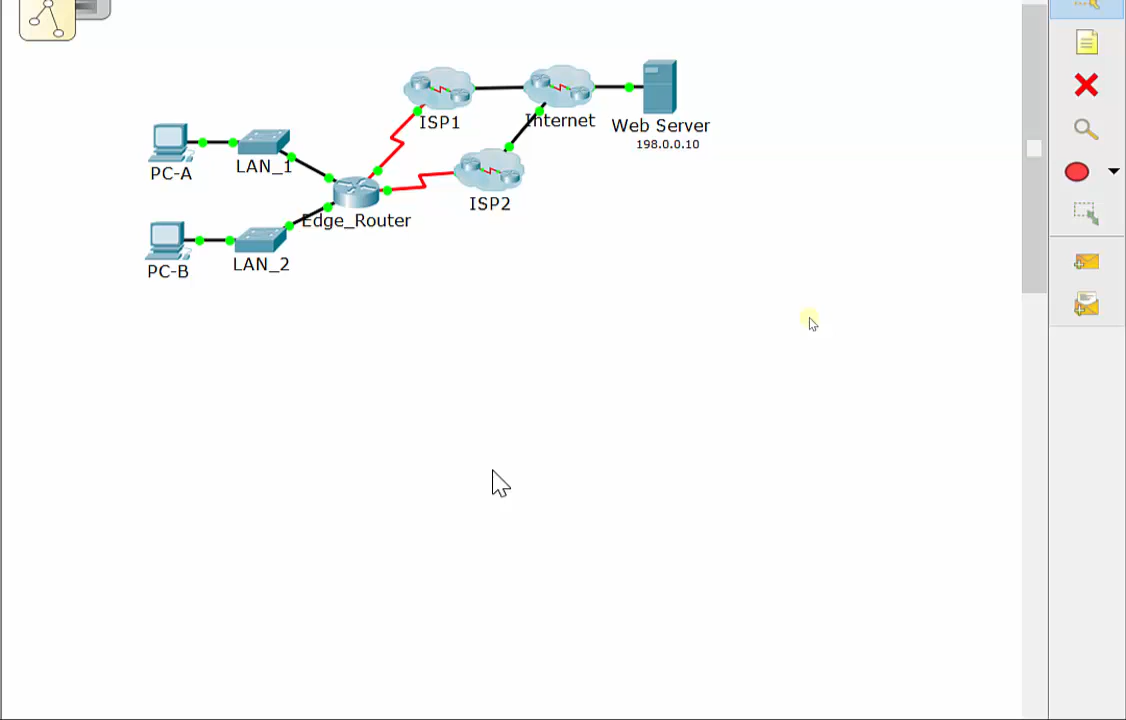 ISP1
Internet
Web Server
198.0.0.10
PC-A
LAN_1
ISP2
Edge_Router
PC-B
LAN_2